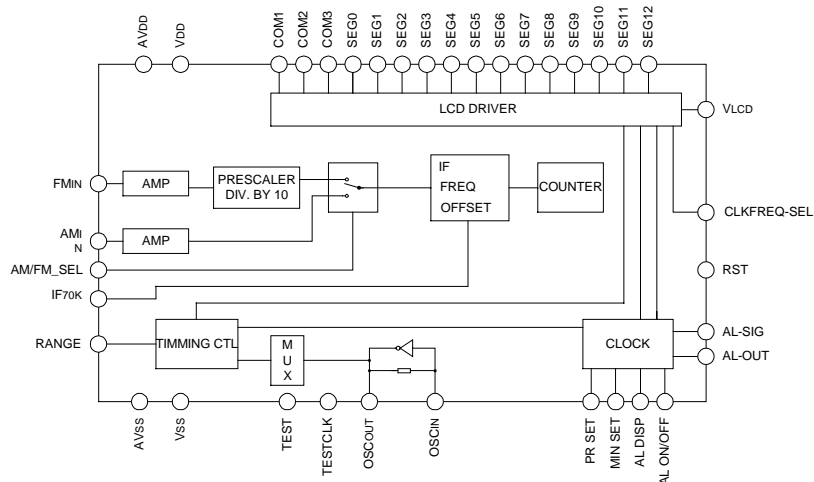 AVDD
VDD
COM1
COM2
COM3
SEG0
SEG1
SEG2
SEG3
SEG4
SEG5
SEG6
SEG7
SEG8
SEG9
SEG10
SEG11
SEG12
LCD DRIVER
VLCD
FMIN
AMP
PRESCALER
DIV. BY 10
IF
FREQ
OFFSET
COUNTER
CLKFREQ-SEL
AMI
N
AMP
AM/FM_SEL
RST
IF70K
RANGE
TIMMING CTL
M
U
X
CLOCK
AL-SIG
AL-OUT
AVSS
VSS
TEST
TESTCLK
OSCOUT
OSCIN
PR SET
MIN SET
AL DISP
AL ON/OFF